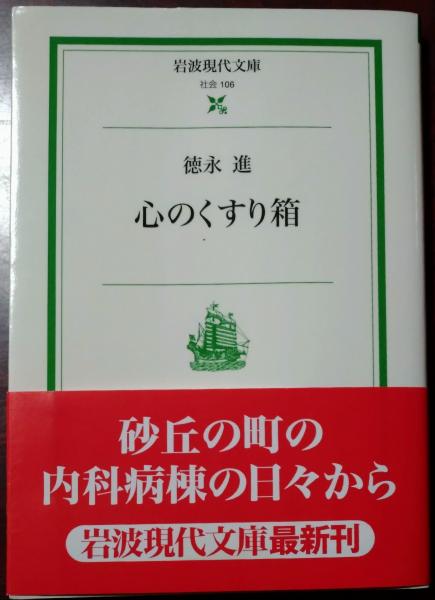 岩波現代文庫
社会 106
徳永 進
心のくすり箱
砂丘の町の
内科病棟の日々から
岩波現代文庫最新刊